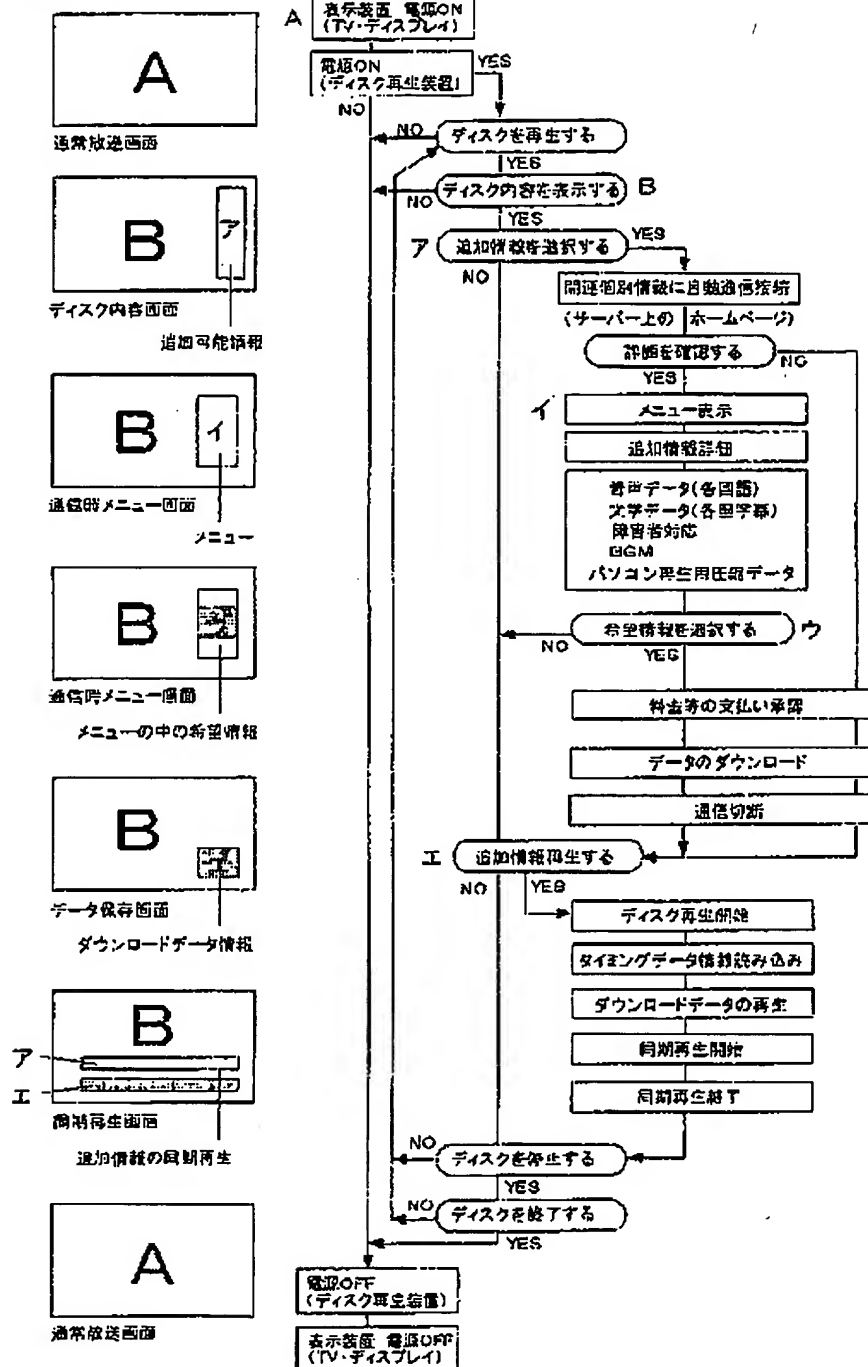 A
通常放送画面
B
ア
ディスク内容画面
追加可能情報
B
イ
通信時メニュー画面
メニュー
B
通信時メニュー画面
メニューの中の希望情報
B
データ保存画面
ダウンロードデータ情報
B
ア
エ
同期再生画面
追加情報の同期再生
A
通常放送画面
A
表示装置 電源ON
(TV・ディスプレイ)
電源ON
(ディスク再生装置)
YES
NO
ディスクを再生する
NO
YES
ディスク内容を表示する
B
NO
YES
ア
追加情報を選択する
YES
NO
関連個別情報に自動通信接続
(サーバー上の ホームページ)
詳細を確認する
NO
YES
イ
メニュー表示
追加情報詳細
音声データ(各国語)
文字データ(各国字幕)
障害者対応
BGM
パソコン再生用圧縮データ
希望情報を選択する
ウ
NO
YES
料金等の支払い承認
データのダウンロード
通信切断
エ
追加情報再生する
NO
YES
ディスク再生開始
タイミングデータ情報読み込み
ダウンロードデータの再生
同期再生開始
同期再生終了
NO
ディスクを停止する
YES
NO
ディスクを終了する
YES
電源OFF
(ディスク再生装置)
表示装置 電源OFF
(TV・ディスプレイ)